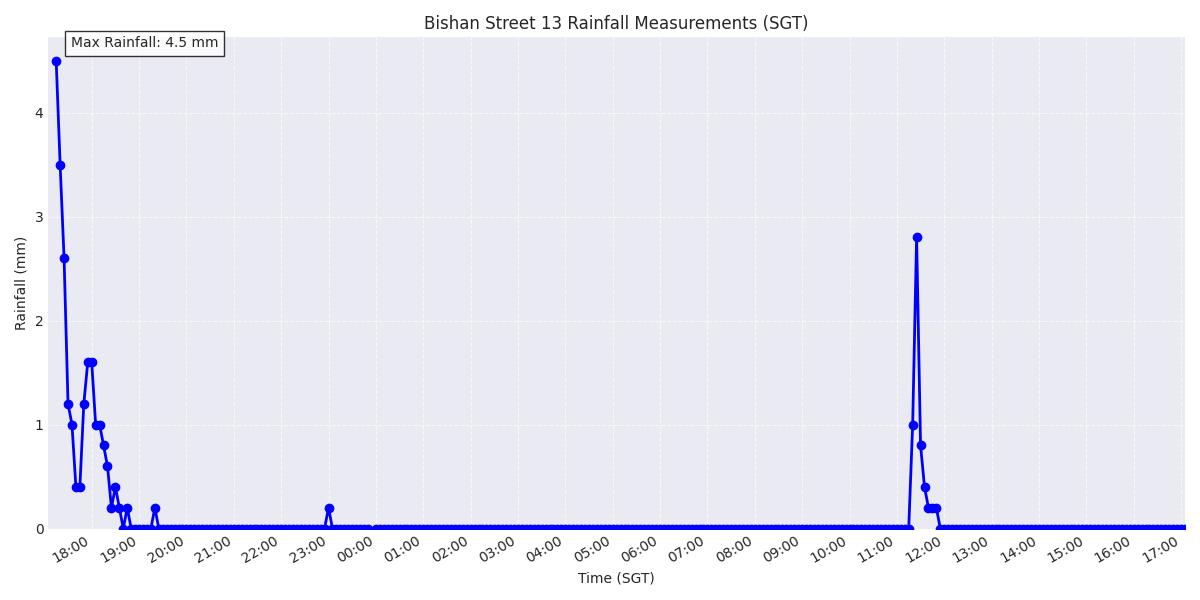 Bishan Street 13 Rainfall Measurements (SGT)
Max Rainfall: 4.5 mm
4
3
2
1
0
Rainfall (mm)
18:00 19:00 20:00 21:00 22:00 23:00 00:00 01:00 02:00 03:00 04:00 05:00 06:00 07:00 08:00 09:00 10:00 11:00 12:00 13:00 14:00 15:00 16:00 17:00
Time (SGT)